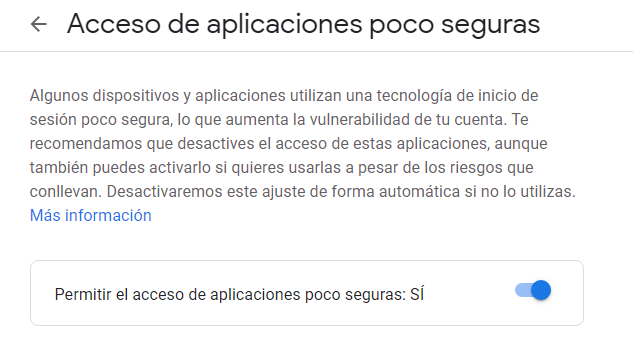 Acceso de aplicaciones poco seguras
Algunos dispositivos y aplicaciones utilizan una tecnología de inicio de
sesión poco segura, lo que aumenta la vulnerabilidad de tu cuenta. Te
recomendamos que desactives el acceso de estas aplicaciones, aunque
también puedes activarlo si quieres usarlas a pesar de los riesgos que
conllevan. Desactivaremos este ajuste de forma automática si no lo utilizas.
Más información
Permitir el acceso de aplicaciones poco seguras: SÍ